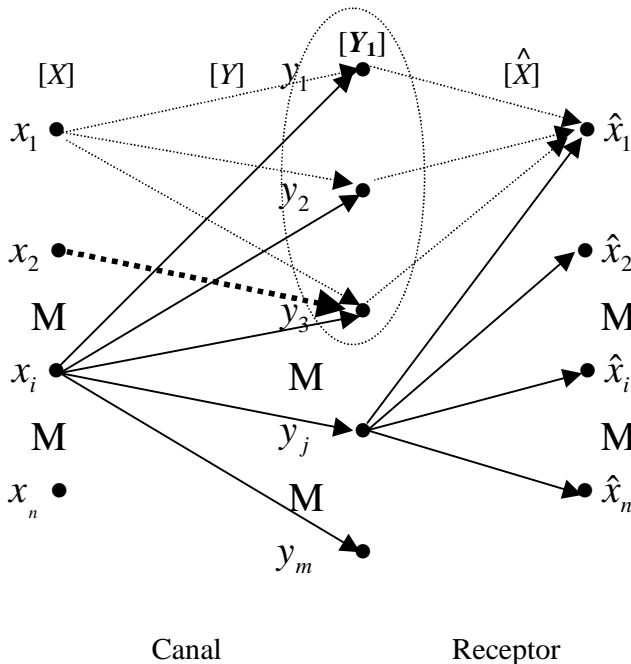 [X] [Y] [Y₁] [X̂]
y₁
x₁ x̂₁
y₂
x₂ x̂₂
y₃
M M
xᵢ M x̂ᵢ
yⱼ
M M
xₙ M x̂ₙ
yₘ
Canal Receptor